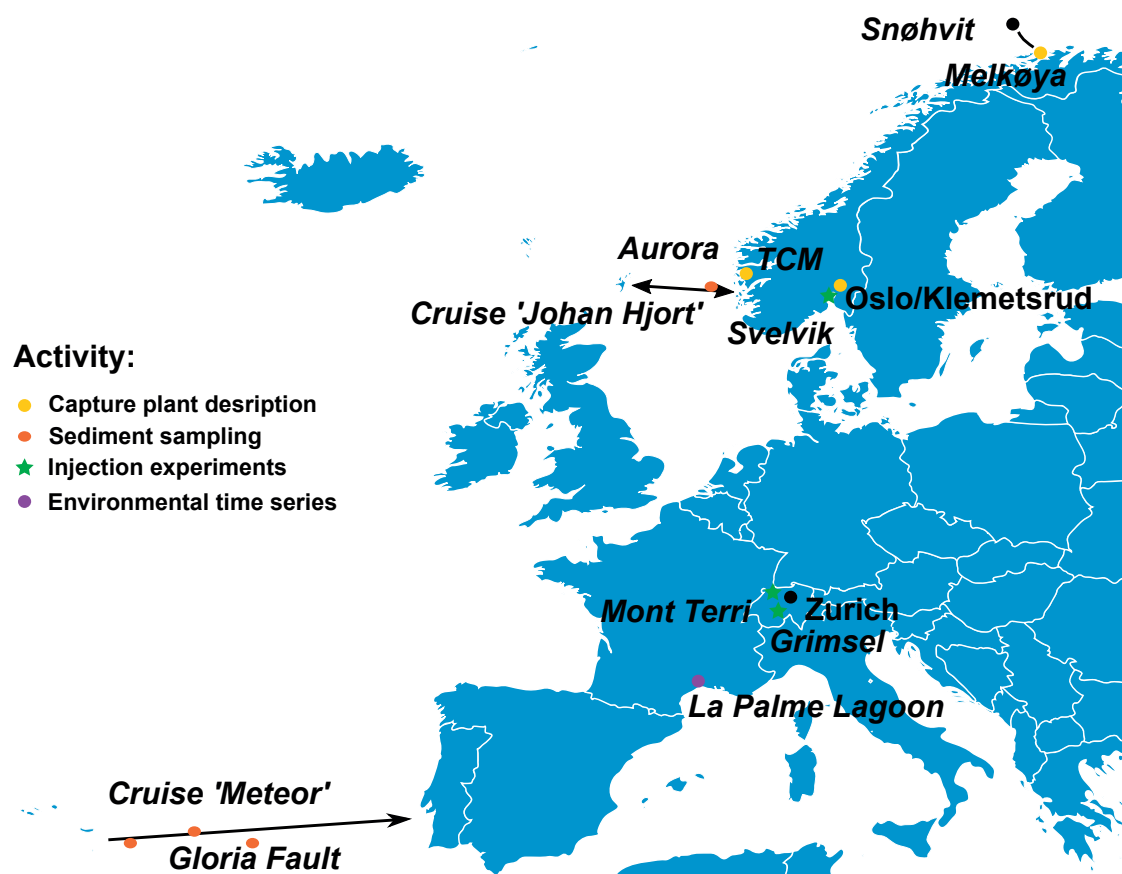 Snøhvit
Melkøya
Aurora
TCM
Cruise 'Johan Hjort'
Oslo/Klemetsrud
Svelvik
Activity:
Capture plant desription
Sediment sampling
Injection experiments
Environmental time series
Mont Terri
Zurich
Grimsel
La Palme Lagoon
Cruise 'Meteor'
Gloria Fault